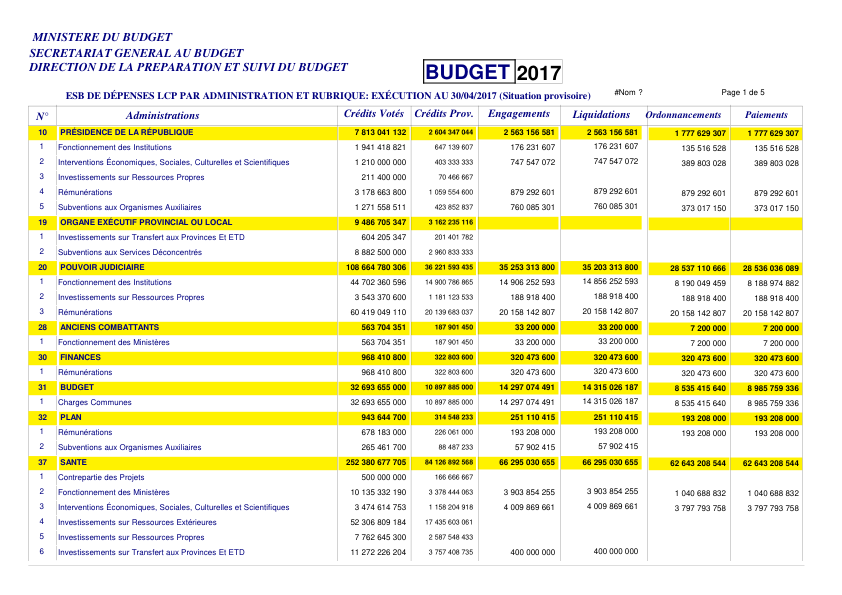 MINISTERE DU BUDGET
SECRETARIAT GENERAL AU BUDGET
DIRECTION DE LA PREPARATION ET SUIVI DU BUDGET
BUDGET 2017
ESB DE DÉPENSES LCP PAR ADMINISTRATION ET RUBRIQUE: EXÉCUTION AU 30/04/2017 (Situation provisoire) #Nom ? Page 1 de 5
N° Administrations Crédits Votés Crédits Prov. Engagements Liquidations Ordonnancements Paiements
10 PRÉSIDENCE DE LA RÉPUBLIQUE 7 813 041 132 2 604 347 044 2 563 156 581 2 563 156 581 1 777 629 307 1 777 629 307
1 Fonctionnement des Institutions 1 941 418 821 647 139 607 176 231 607 176 231 607 135 516 528 135 516 528
2 Interventions Économiques, Sociales, Culturelles et Scientifiques 1 210 000 000 403 333 333 747 547 072 747 547 072 389 803 028 389 803 028
3 Investissements sur Ressources Propres 211 400 000 70 466 667
4 Rémunérations 3 178 663 800 1 059 554 600 879 292 601 879 292 601 879 292 601 879 292 601
5 Subventions aux Organismes Auxiliaires 1 271 558 511 423 852 837 760 085 301 760 085 301 373 017 150 373 017 150
19 ORGANE EXÉCUTIF PROVINCIAL OU LOCAL 9 486 705 347 3 162 235 116
1 Investissements sur Transfert aux Provinces Et ETD 604 205 347 201 401 782
2 Subventions aux Services Déconcentrés 8 882 500 000 2 960 833 333
20 POUVOIR JUDICIAIRE 108 664 780 306 36 221 593 435 35 253 313 800 35 203 313 800 28 537 110 666 28 536 036 089
1 Fonctionnement des Institutions 44 702 360 596 14 900 786 865 14 906 252 593 14 856 252 593 8 190 049 459 8 188 974 882
2 Investissements sur Ressources Propres 3 543 370 600 1 181 123 533 188 918 400 188 918 400 188 918 400 188 918 400
3 Rémunérations 60 419 049 110 20 139 683 037 20 158 142 807 20 158 142 807 20 158 142 807 20 158 142 807
28 ANCIENS COMBATTANTS 563 704 351 187 901 450 33 200 000 33 200 000 7 200 000 7 200 000
1 Fonctionnement des Ministères 563 704 351 187 901 450 33 200 000 33 200 000 7 200 000 7 200 000
30 FINANCES 968 410 800 322 803 600 320 473 600 320 473 600 320 473 600 320 473 600
1 Rémunérations 968 410 800 322 803 600 320 473 600 320 473 600 320 473 600 320 473 600
31 BUDGET 32 693 655 000 10 897 885 000 14 297 074 491 14 315 026 187 8 535 415 640 8 985 759 336
1 Charges Communes 32 693 655 000 10 897 885 000 14 297 074 491 14 315 026 187 8 535 415 640 8 985 759 336
32 PLAN 943 644 700 314 548 233 251 110 415 251 110 415 193 208 000 193 208 000
1 Rémunérations 678 183 000 226 061 000 193 208 000 193 208 000 193 208 000 193 208 000
2 Subventions aux Organismes Auxiliaires 265 461 700 88 487 233 57 902 415 57 902 415
37 SANTE 252 380 677 705 84 126 892 568 66 295 030 655 66 295 030 655 62 643 208 544 62 643 208 544
1 Contrepartie des Projets 500 000 000 166 666 667
2 Fonctionnement des Ministères 10 135 332 190 3 378 444 063 3 903 854 255 3 903 854 255 1 040 688 832 1 040 688 832
3 Interventions Économiques, Sociales, Culturelles et Scientifiques 3 474 614 753 1 158 204 918 4 009 869 661 4 009 869 661 3 797 793 758 3 797 793 758
4 Investissements sur Ressources Extérieures 52 306 809 184 17 435 603 061
5 Investissements sur Ressources Propres 7 762 645 300 2 587 548 433
6 Investissements sur Transfert aux Provinces Et ETD 11 272 226 204 3 757 408 735 400 000 000 400 000 000